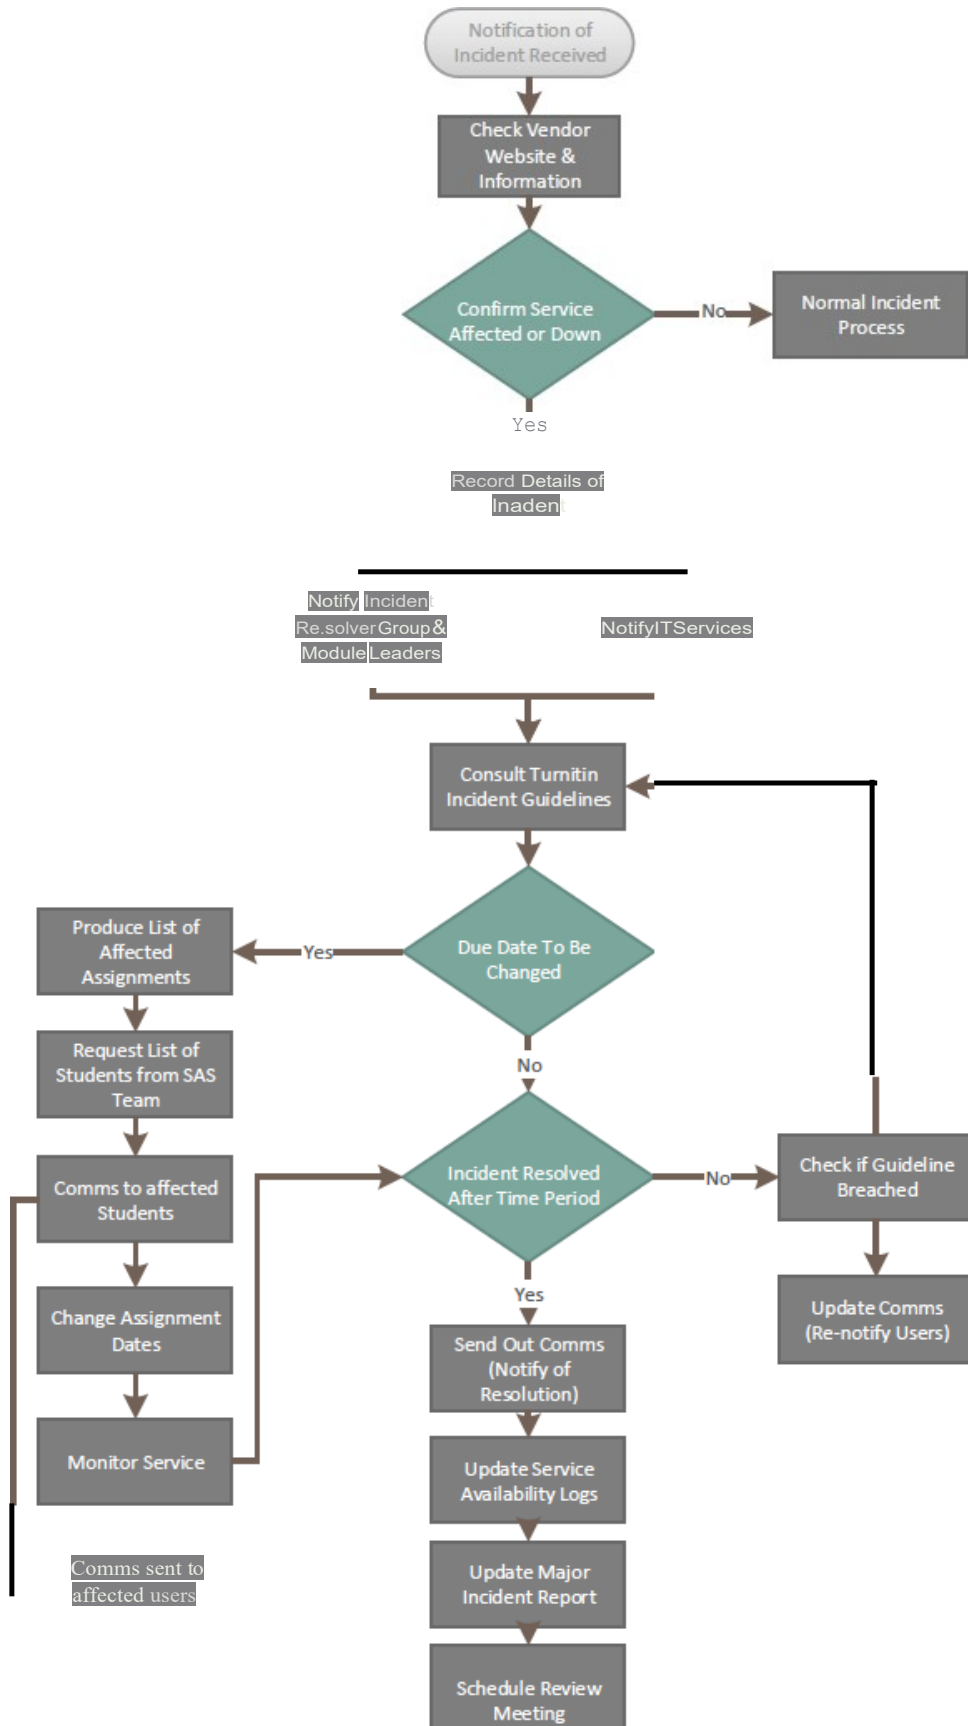 Notification of
Incident Received
Check Vendor
Website &
Information
Confirm Service
Affected or Down
No
Normal Incident
Process
Yes
Record Details of
Inadent
Notify Incident
Re.solver Group &
Module Leaders
NotifyITServices
Consult Turnitin
Incident Guidelines
Due Date To Be
Changed
Yes
Produce List of
Affected
Assignments
No
Request List of
Students from SAS
Team
Comms to affected
Students
Incident Resolved
After Time Period
No
Check if Guideline
Breached
Change Assignment
Dates
Yes
Update Comms
(Re-notify Users)
Send Out Comms
(Notify of
Resolution)
Monitor Service
Update Service
Availability Logs
Comms sent to
affected users
Update Major
Incident Report
Schedule Review
Meeting